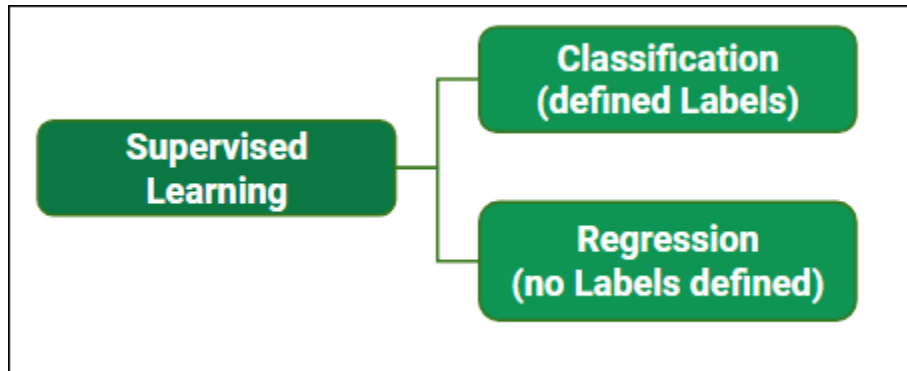 Supervised
Learning
Classification
(defined Labels)
Regression
(no Labels defined)